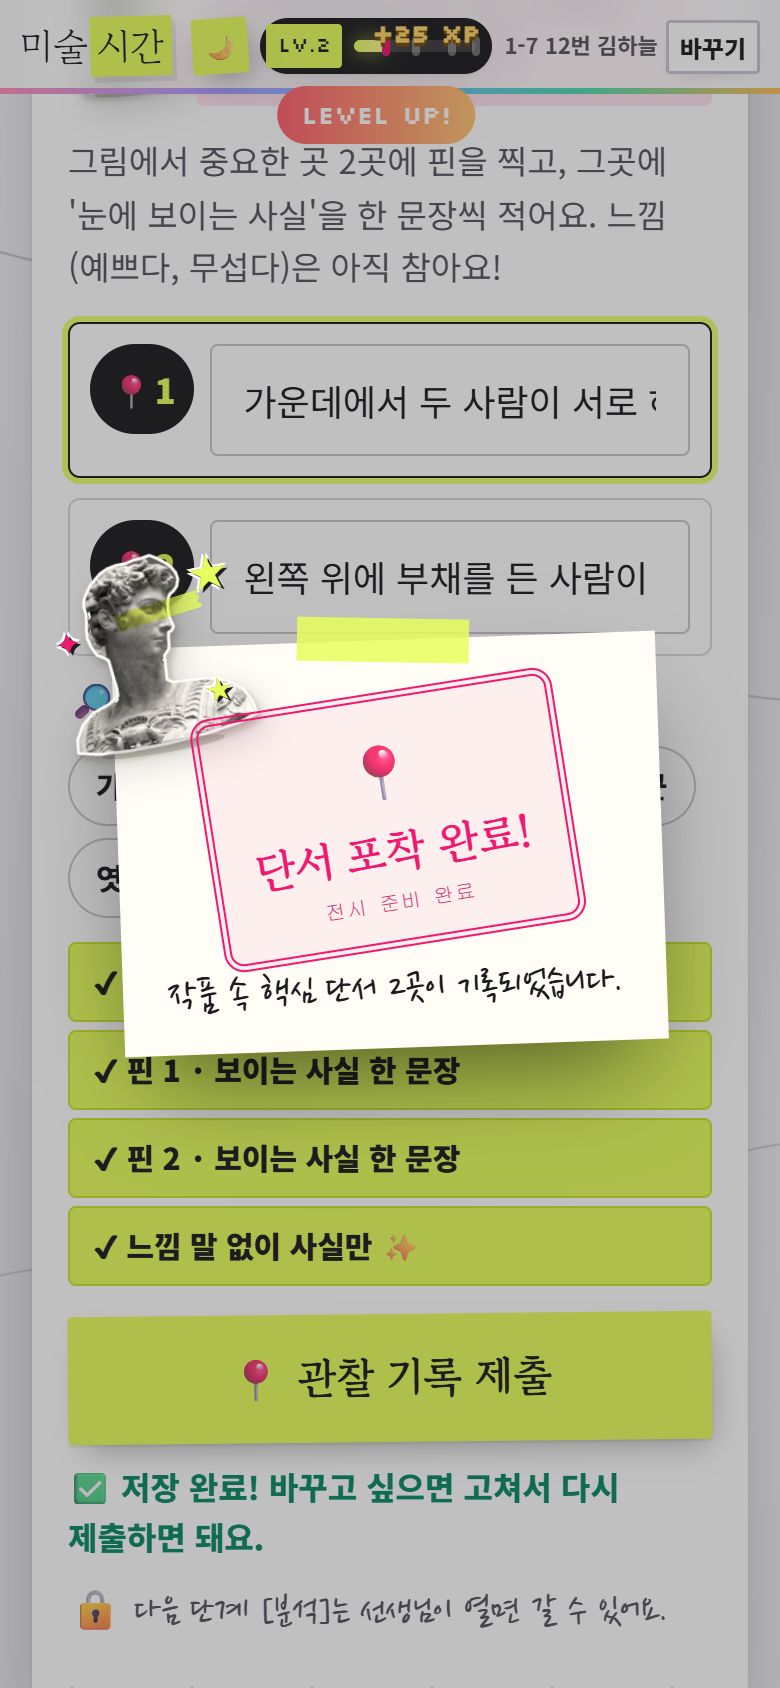 미술 시간
LV.2
+25 XP
1-7 12번 김하늘
바꾸기
LEVEL UP!
그림에서 중요한 곳 2곳에 핀을 찍고, 그곳에
'눈에 보이는 사실'을 한 문장씩 적어요. 느낌
(예쁘다, 무섭다)은 아직 참아요!
1
가운데에서 두 사람이 서로
왼쪽 위에 부채를 든 사람이
단서 포착 완료!
전시 준비 완료
작품 속 핵심 단서 2곳이 기록되었습니다.
✓
✓ 핀 1 · 보이는 사실 한 문장
✓ 핀 2 · 보이는 사실 한 문장
✓ 느낌 말 없이 사실만 ✨
📍 관찰 기록 제출
✅ 저장 완료! 바꾸고 싶으면 고쳐서 다시
제출하면 돼요.
🔒 다음 단계 [분석]는 선생님이 열면 갈 수 있어요.